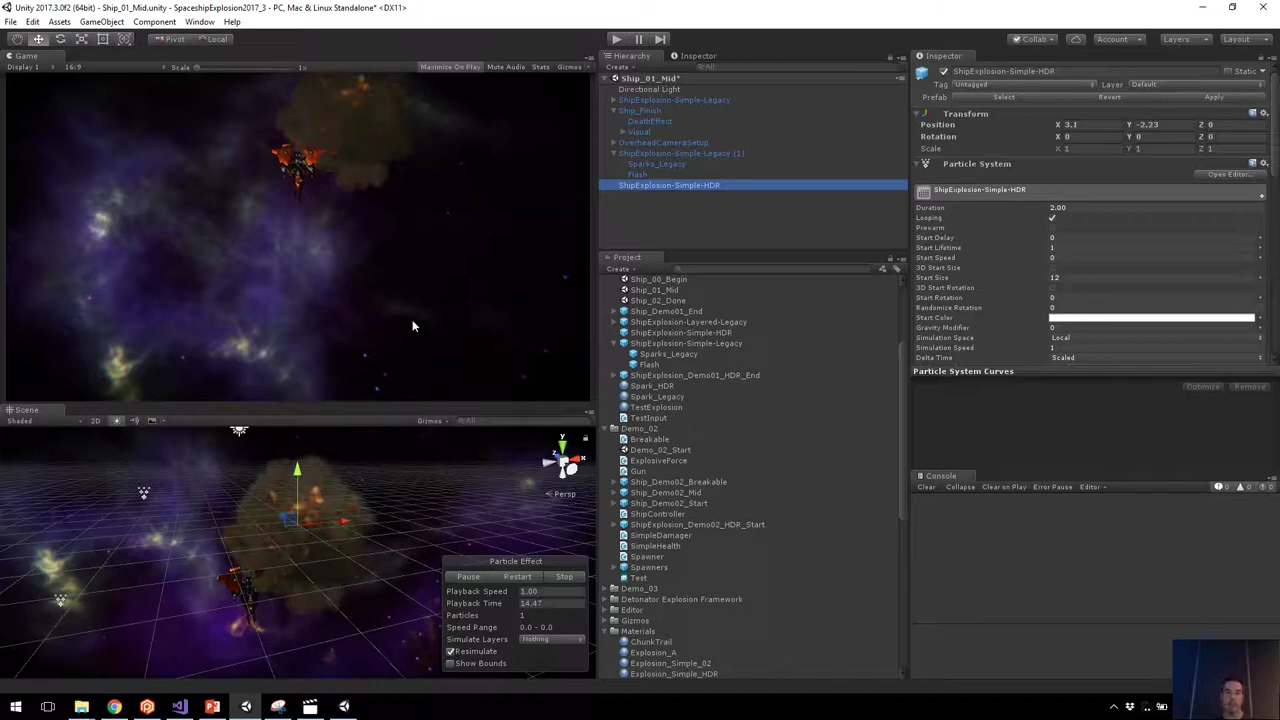 Unity 2017.3.0f2 (64bit) - Ship_01_Mid.unity - SpaceshipExplosion2017_3 - PC, Mac & Linux Standalone* <DX11>
File Edit Assets GameObject Component Window Help
Pivot Local
Collab Account Layers Layout
Game
Display 1 16:9 Scale 1x Maximize On Play Mute Audio Stats Gizmos
Scene
Shaded 2D Gizmos All
y
x
z
Persp
Particle Effect
Pause Restart Stop
Playback Speed 1.00
Playback Time 14.47
Particles 1
Speed Range 0.0 - 0.0
Simulate Layers Nothing
Resimulate
Show Bounds
Hierarchy Inspector
Create All
Ship_01_Mid*
Directional Light
ShipExplosion-Simple-Legacy
Ship_Finish
DeathEffect
Visual
OverheadCameraSetup
ShipExplosion-Simple-Legacy (1)
Sparks_Legacy
Flash
ShipExplosion-Simple-HDR
Project
Create
Ship_00_Begin
Ship_01_Mid
Ship_02_Done
Ship_Demo01_End
ShipExplosion-Layered-Legacy
ShipExplosion-Simple-HDR
ShipExplosion-Simple-Legacy
Sparks_Legacy
Flash
ShipExplosion_Demo01_HDR_End
Spark_HDR
Spark_Legacy
TestExplosion
TestInput
Demo_02
Breakable
Demo_02_Start
ExplosiveForce
Gun
Ship_Demo02_Breakable
Ship_Demo02_Mid
Ship_Demo02_Start
ShipController
ShipExplosion_Demo02_HDR_Start
SimpleDamager
SimpleHealth
Spawner
Spawners
Test
Demo_03
Detonator Explosion Framework
Editor
Gizmos
Materials
ChunkTrail
Explosion_A
Explosion_Simple_02
Explosion_Simple_HDR
Inspector
ShipExplosion-Simple-HDR Static
Tag Untagged Layer Default
Prefab Select Revert Apply
Transform
Position X 3.1 Y -2.23 Z 0
Rotation X 0 Y 0 Z 0
Scale X 1 Y 1 Z 1
Particle System
Open Editor...
ShipExplosion-Simple-HDR
Duration 2.00
Looping
Prewarm
Start Delay 0
Start Lifetime 1
Start Speed 0
3D Start Size
Start Size 12
3D Start Rotation
Start Rotation 0
Randomize Rotation 0
Start Color
Gravity Modifier 0
Simulation Space Local
Simulation Speed 1
Delta Time Scaled
Particle System Curves
Optimize Remove
Console
Clear Collapse Clear on Play Error Pause Editor 0 0 0